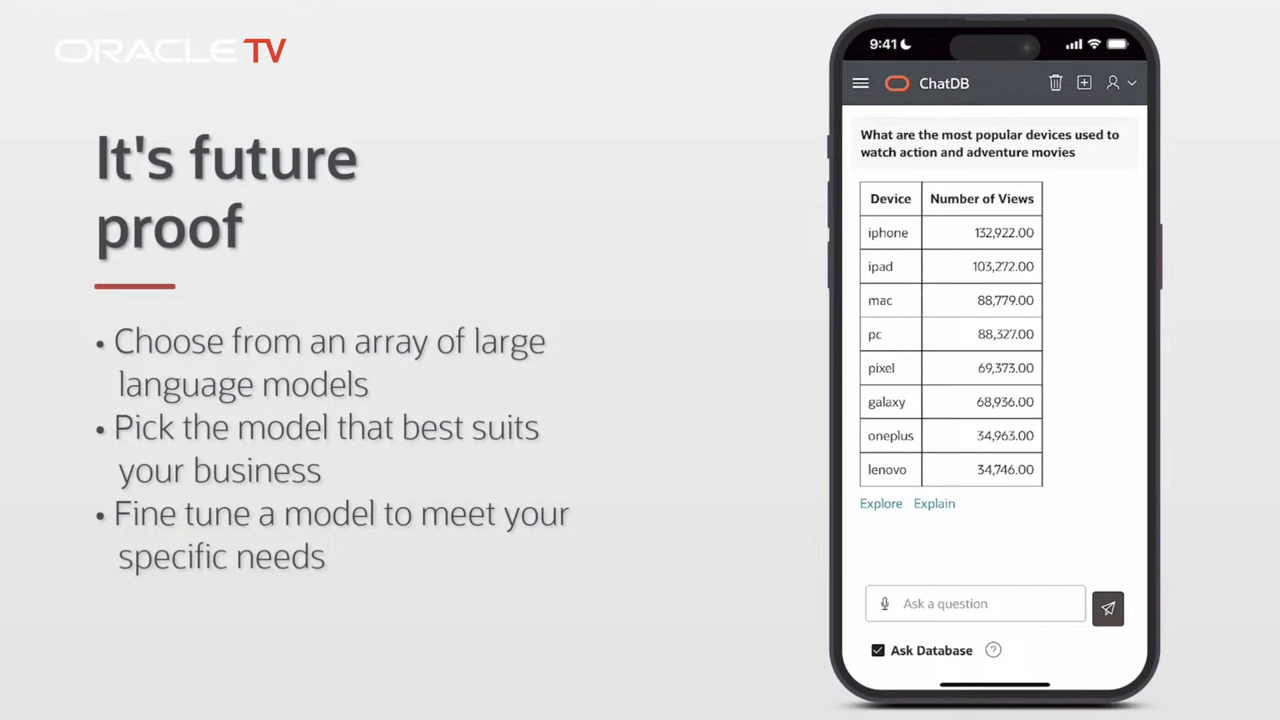 ORACLE TV
It's future
proof
• Choose from an array of large
language models
• Pick the model that best suits
your business
• Fine tune a model to meet your
specific needs
9:41
ChatDB
What are the most popular devices used to
watch action and adventure movies
Device Number of Views
iphone 132,922.00
ipad 103,272.00
mac 88,779.00
pc 88,327.00
pixel 69,373.00
galaxy 68,936.00
oneplus 34,963.00
lenovo 34,746.00
Explore Explain
Ask a question
Ask Database ?